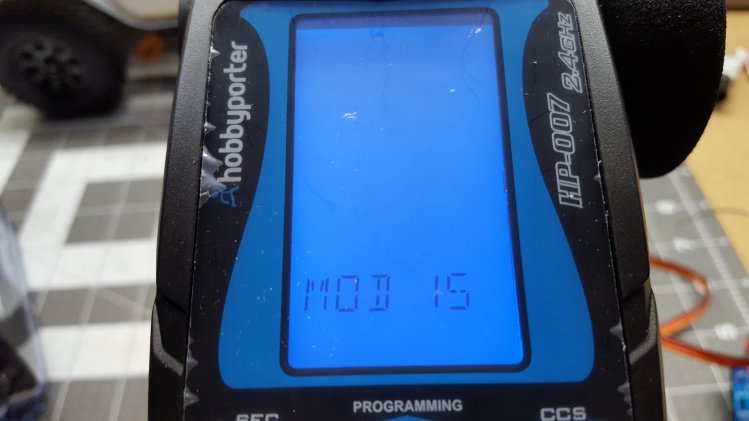 hobbyporter
HP-007 2.4GHz
MOD 15
PROGRAMMING
SEC
CCS